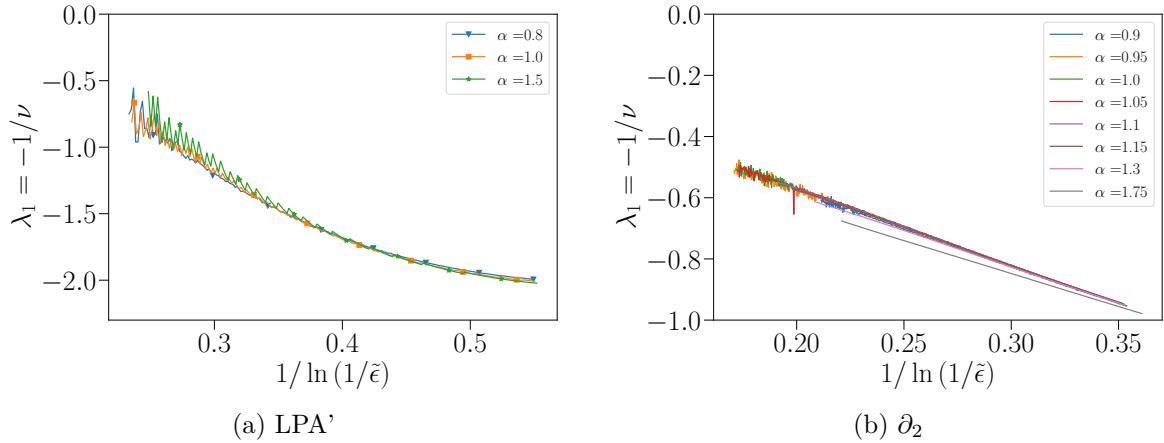 0.0
−0.5
−1.0
−1.5
−2.0
λ₁ = −1/ν
0.3
0.4
0.5
1/ ln (1/ϵ̃)
α =0.8
α =1.0
α =1.5
(a) LPA'
0.0
−0.2
−0.4
−0.6
−0.8
−1.0
λ₁ = −1/ν
0.20
0.25
0.30
0.35
1/ ln (1/ϵ̃)
α =0.9
α =0.95
α =1.0
α =1.05
α =1.1
α =1.15
α =1.3
α =1.75
(b) ∂₂